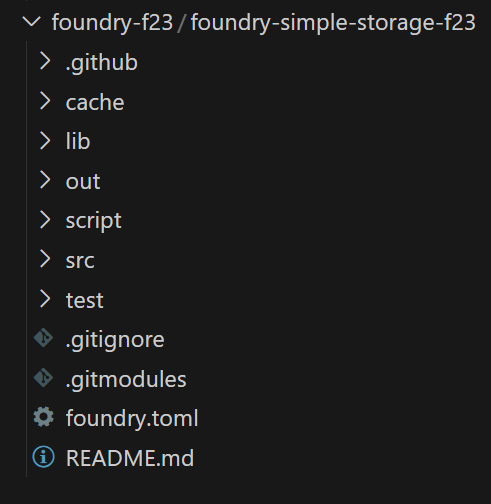 foundry-f23/foundry-simple-storage-f23
.github
cache
lib
out
script
src
test
.gitignore
.gitmodules
foundry.toml
README.md